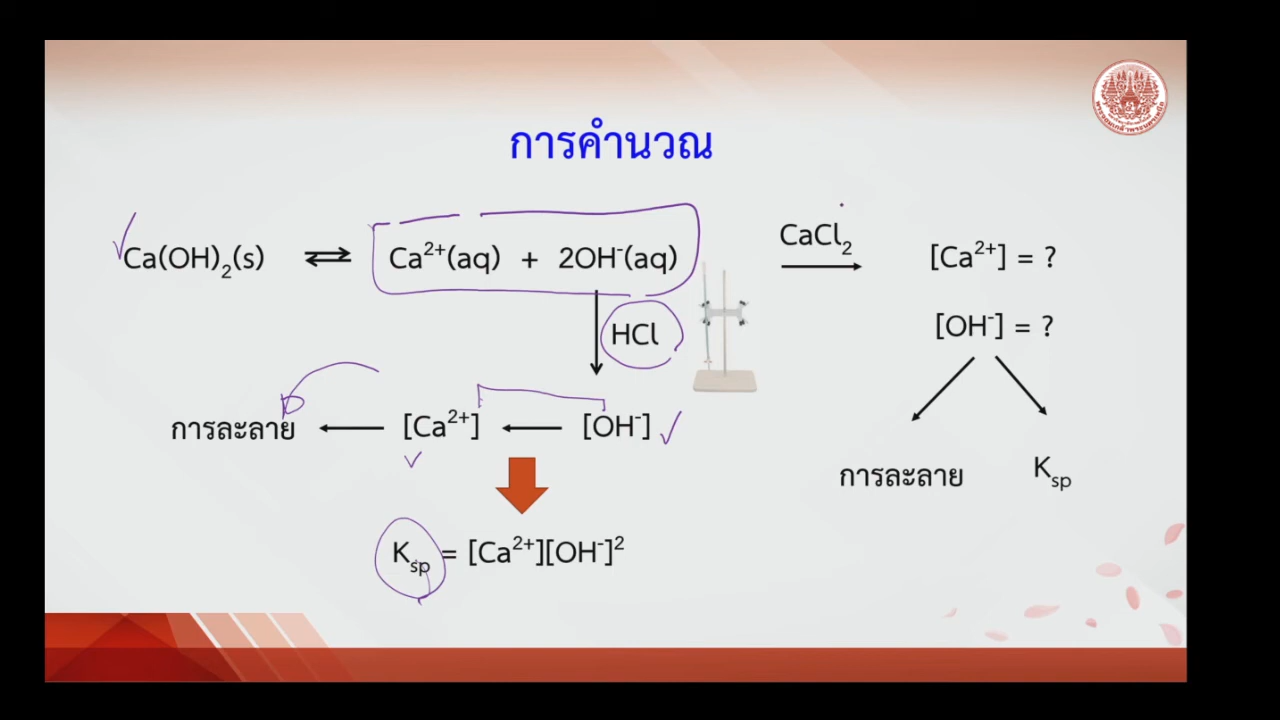 การคำนวณ
Ca(OH)₂(s) ⇌ Ca²⁺(aq) + 2OH⁻(aq)
CaCl₂
[Ca²⁺] = ?
HCl
[OH⁻] = ?
การละลาย ← [Ca²⁺] ← [OH⁻]
การละลาย
Kₛₚ
Kₛₚ = [Ca²⁺][OH⁻]²